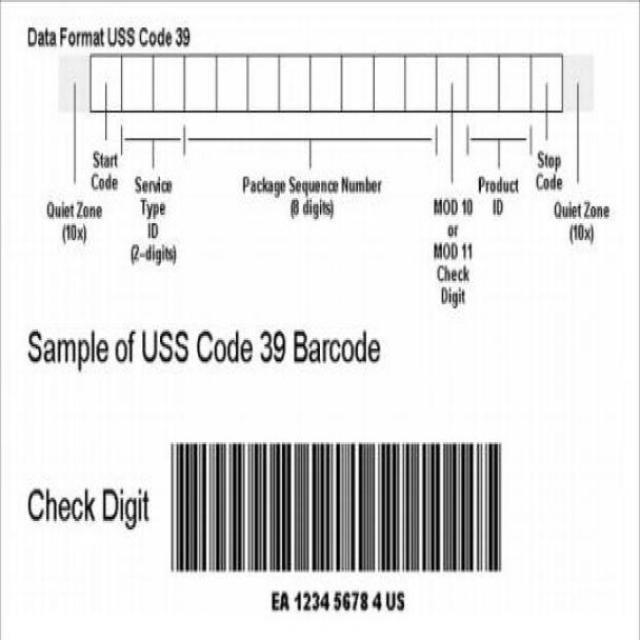 Data Format USS Code 39
Quiet Zone
(10x)
Start
Code
Service
Type
ID
(2-digits)
Package Sequence Number
(8 digits)
MOD 10
or
MOD 11
Check
Digit
Product
ID
Stop
Code
Quiet Zone
(10x)
Sample of USS Code 39 Barcode
Check Digit
EA 1234 5678 4 US